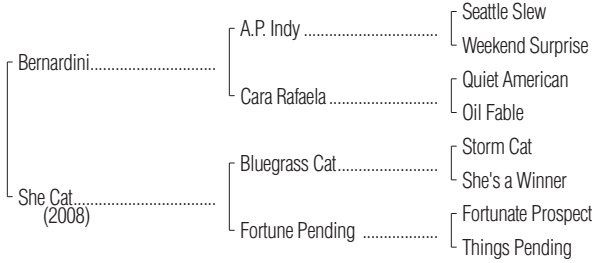 Seattle Slew
A.P. Indy ..............................
Weekend Surprise
Bernardini............................
Quiet American
Cara Rafaela ........................
Oil Fable
Storm Cat
Bluegrass Cat......................
She's a Winner
She Cat................................
(2008)
Fortunate Prospect
Fortune Pending .................
Things Pending